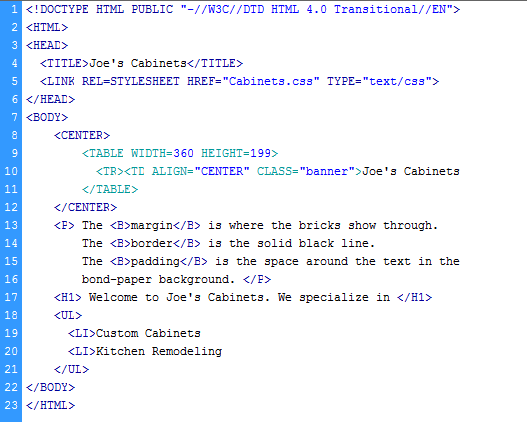 1 <!DOCTYPE HTML PUBLIC "-//W3C//DTD HTML 4.0 Transitional//EN">
2 <HTML>
3 <HEAD>
4   <TITLE>Joe's Cabinets</TITLE>
5   <LINK REL=STYLESHEET HREF="Cabinets.css" TYPE="text/css">
6 </HEAD>
7 <BODY>
8     <CENTER>
9         <TABLE WIDTH=360 HEIGHT=199>
10           <TR><TD ALIGN="CENTER" CLASS="banner">Joe's Cabinets
11         </TABLE>
12     </CENTER>
13     <P> The <B>margin</B> is where the bricks show through.
14         The <B>border</B> is the solid black line.
15         The <B>padding</B> is the space around the text in the
16         bond-paper background. </P>
17     <H1> Welcome to Joe's Cabinets. We specialize in </H1>
18     <UL>
19       <LI>Custom Cabinets
20       <LI>Kitchen Remodeling
21     </UL>
22 </BODY>
23 </HTML>